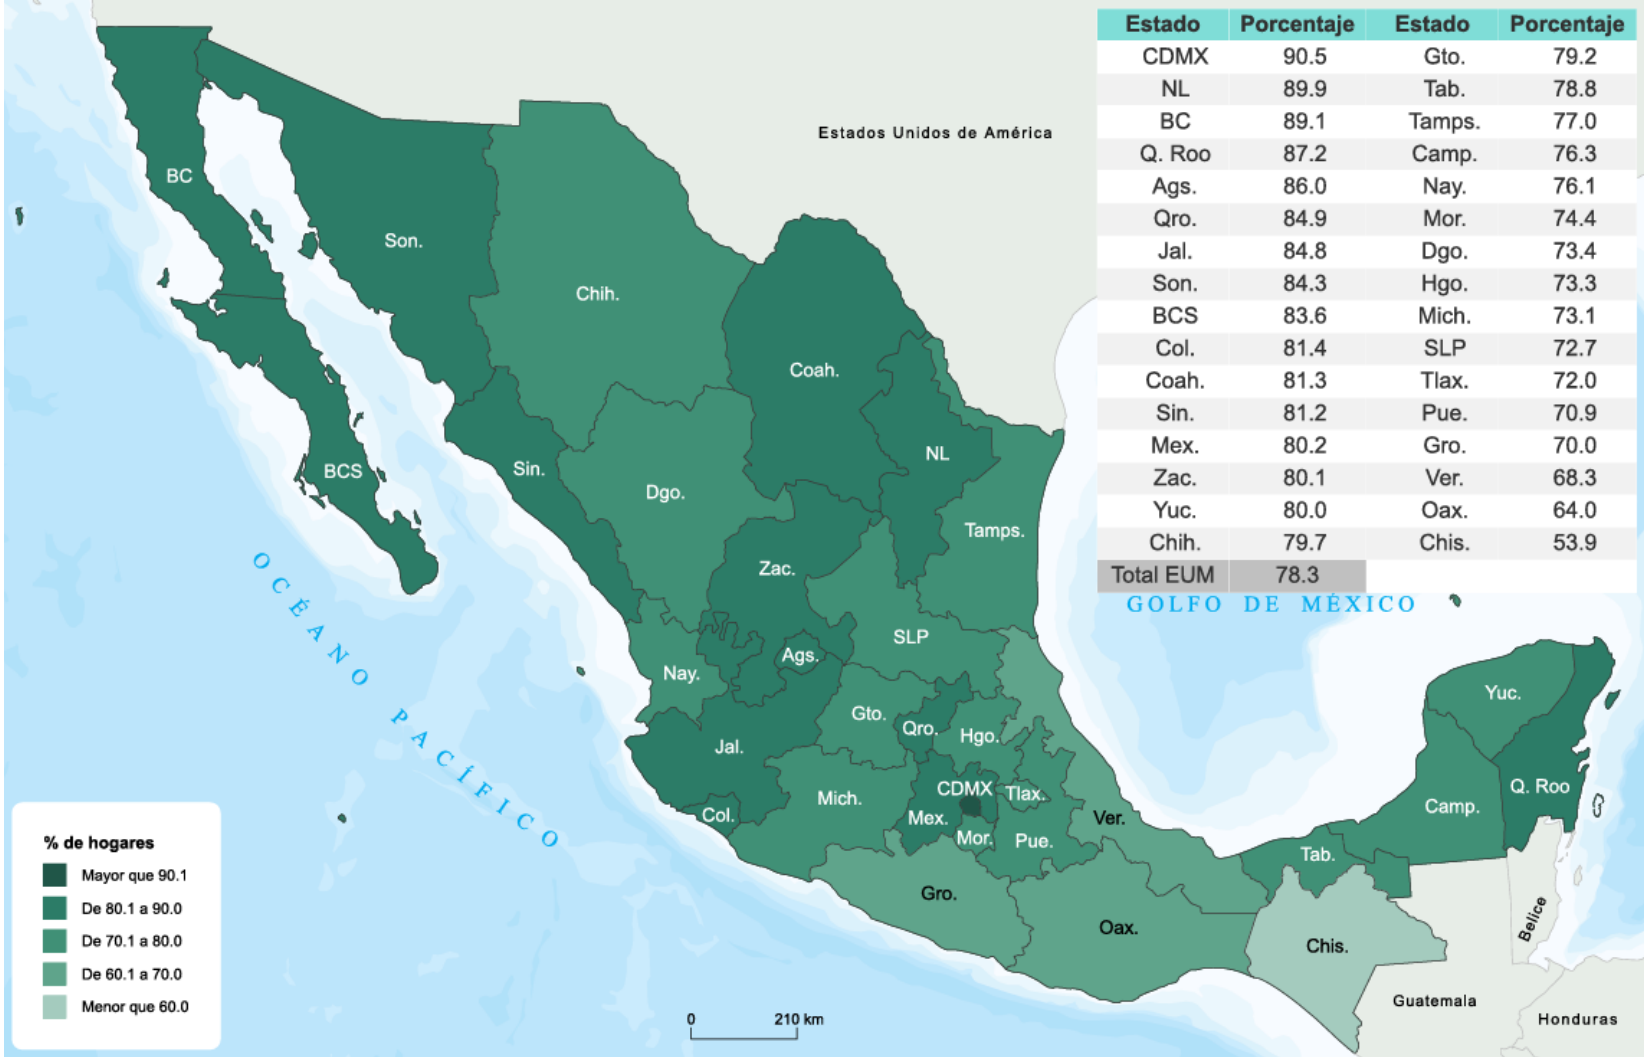 Estado Porcentaje Estado Porcentaje
CDMX 90.5 Gto. 79.2
NL 89.9 Tab. 78.8
BC 89.1 Tamps. 77.0
Q. Roo 87.2 Camp. 76.3
Ags. 86.0 Nay. 76.1
Qro. 84.9 Mor. 74.4
Jal. 84.8 Dgo. 73.4
Son. 84.3 Hgo. 73.3
BCS 83.6 Mich. 73.1
Col. 81.4 SLP 72.7
Coah. 81.3 Tlax. 72.0
Sin. 81.2 Pue. 70.9
Mex. 80.2 Gro. 70.0
Zac. 80.1 Ver. 68.3
Yuc. 80.0 Oax. 64.0
Chih. 79.7 Chis. 53.9
Total EUM 78.3
Estados Unidos de América
BC
Son.
Chih.
Coah.
BCS
Sin.
Dgo.
NL
Tamps.
Zac.
SLP
Ags.
Nay.
Gto.
Qro.
Hgo.
Jal.
CDMX
Tlax.
Mich.
Col.
Mex.
Mor.
Pue.
Ver.
Gro.
Oax.
Tab.
Chis.
Camp.
Yuc.
Q. Roo
GOLFO DE MÉXICO
OCÉANO PACÍFICO
Belice
Guatemala
Honduras
% de hogares
Mayor que 90.1
De 80.1 a 90.0
De 70.1 a 80.0
De 60.1 a 70.0
Menor que 60.0
0 210 km